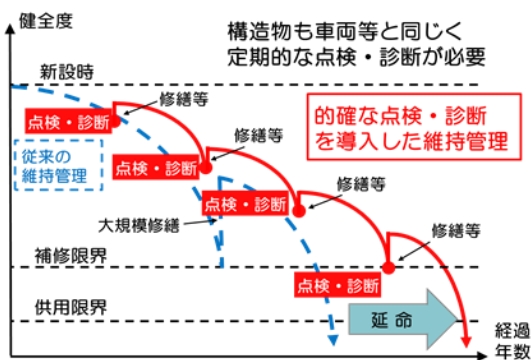 健全度
構造物も車両等と同じく
定期的な点検・診断が必要
新設時
修繕等
点検・診断
的確な点検・診断
を導入した維持管理
従来の
維持管理
修繕等
点検・診断
修繕等
点検・診断
大規模修繕
修繕等
補修限界
点検・診断
供用限界
延命
経過
年数